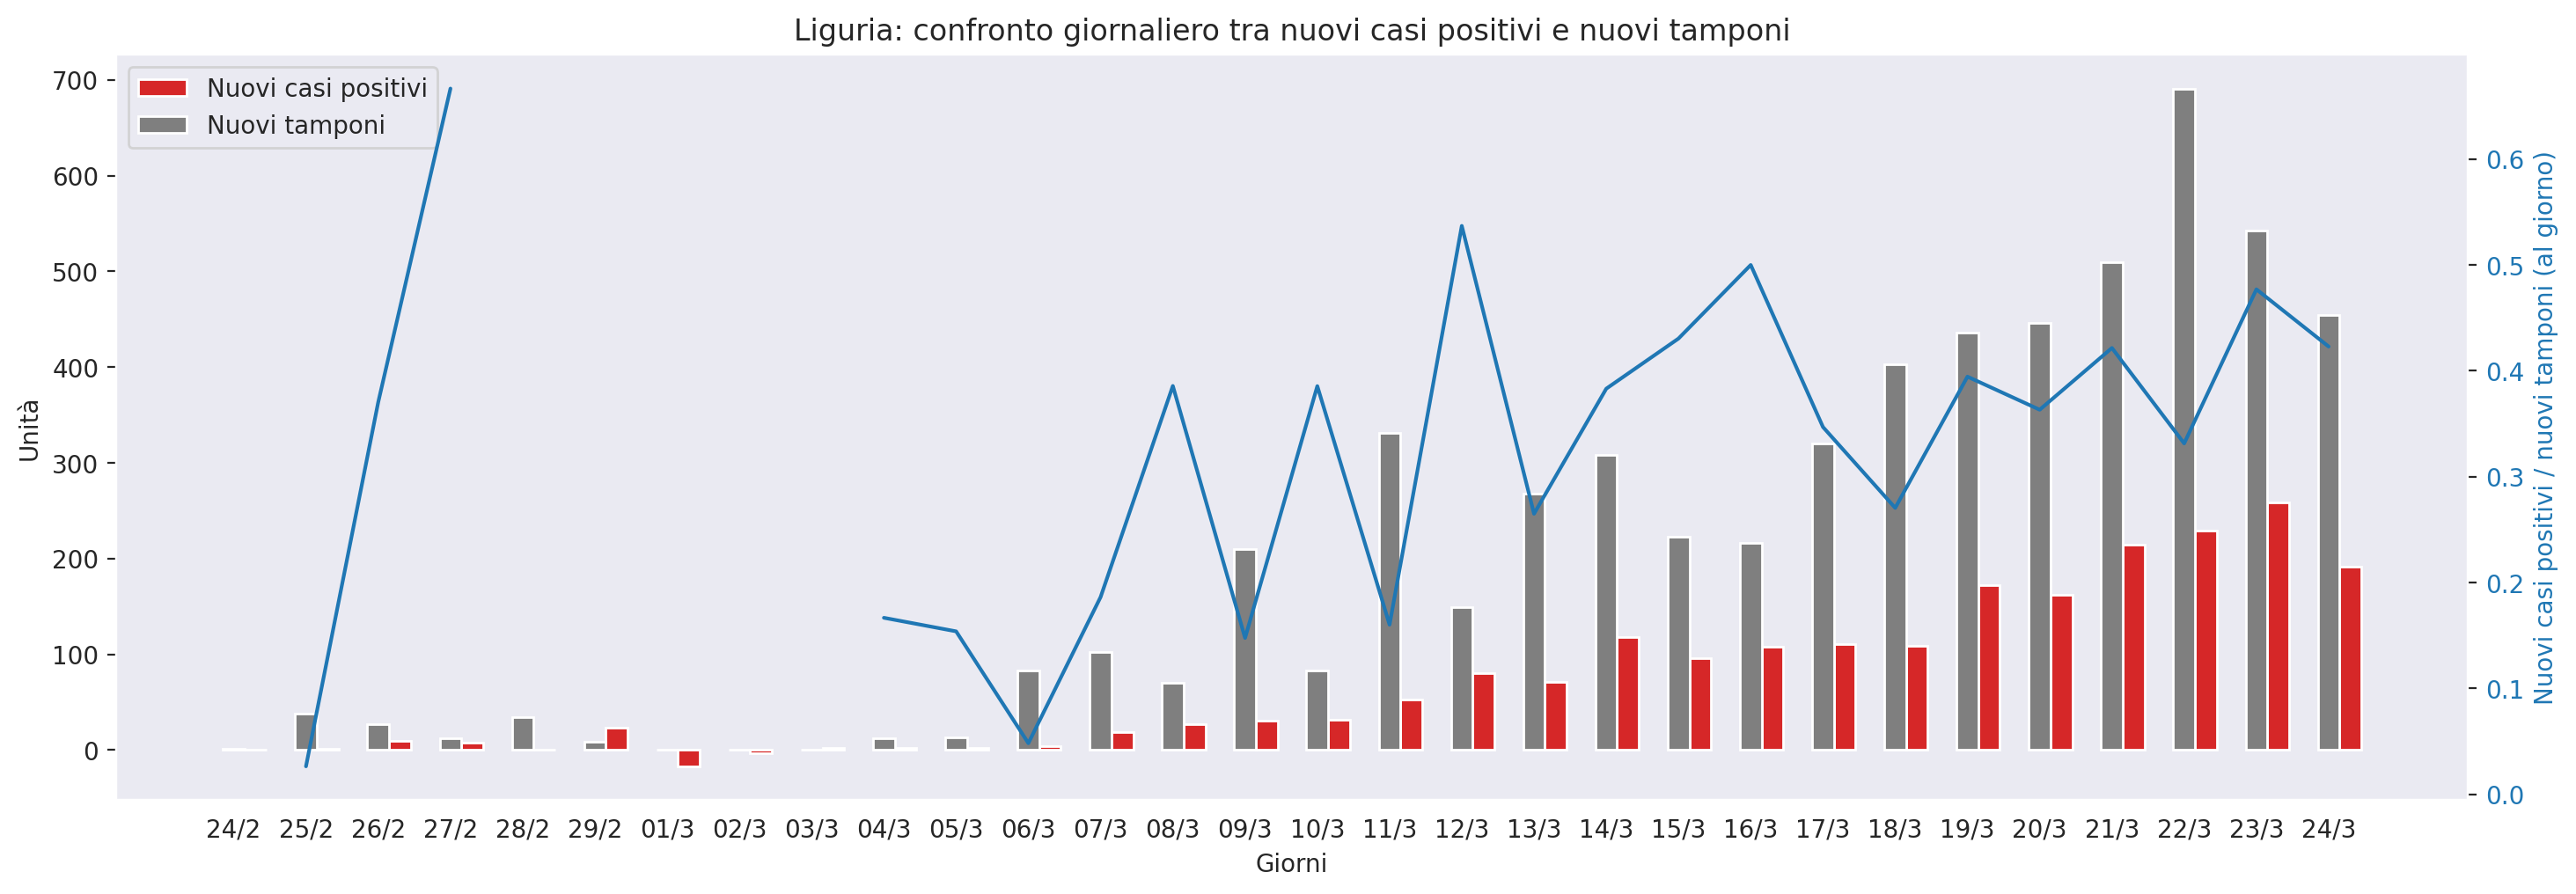 Liguria: confronto giornaliero tra nuovi casi positivi e nuovi tamponi
Nuovi casi positivi
Nuovi tamponi
700
600
500
400
300
200
100
0
Unità
0.6
0.5
0.4
0.3
0.2
0.1
0.0
Nuovi casi positivi / nuovi tamponi (al giorno)
24/2 25/2 26/2 27/2 28/2 29/2 01/3 02/3 03/3 04/3 05/3 06/3 07/3 08/3 09/3 10/3 11/3 12/3 13/3 14/3 15/3 16/3 17/3 18/3 19/3 20/3 21/3 22/3 23/3 24/3
Giorni